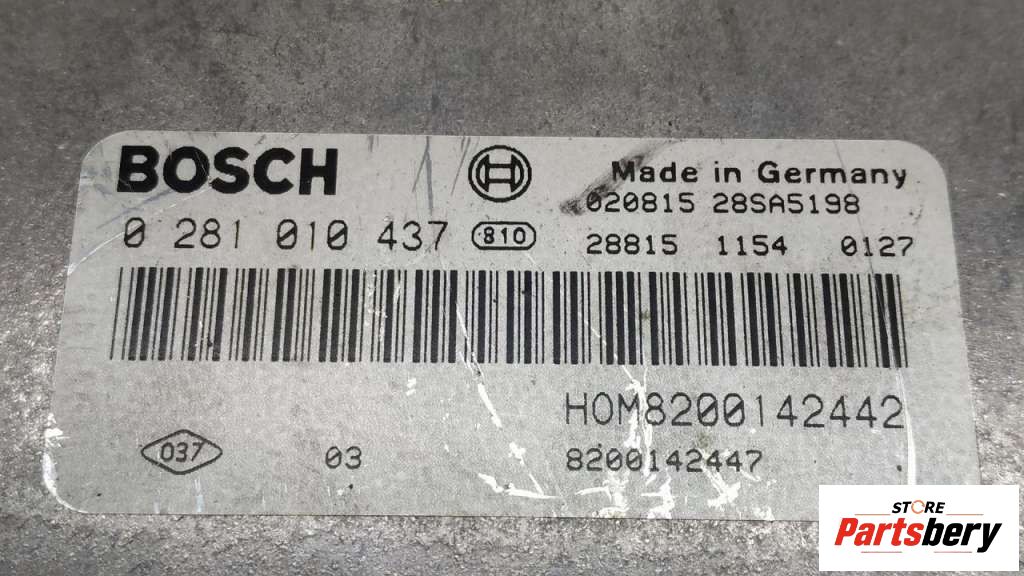 BOSCH
Made in Germany
020815 28SA5198
0 281 010 437 810
28815 1154 0127
HOM8200142442
037 03 8200142447
STORE
Partsbery